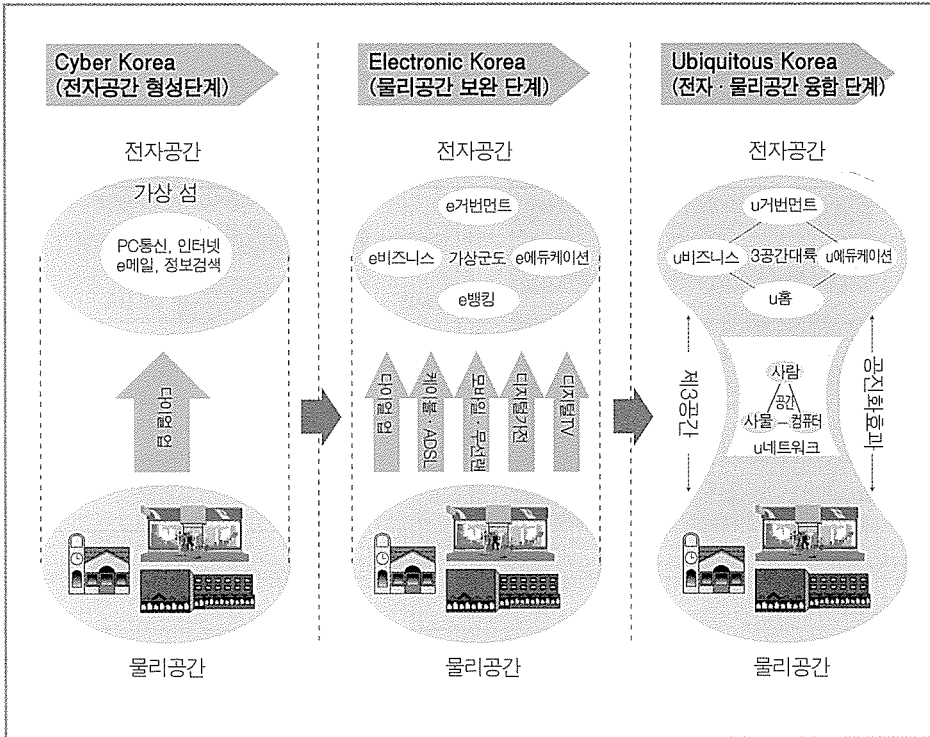 Cyber Korea
(전자공간 형성단계)
전자공간
가상 섬
PC통신, 인터넷
e메일, 정보검색
다이얼 업
물리공간
Electronic Korea
(물리공간 보완 단계)
전자공간
e거번먼트
e비즈니스 가상군도 e에듀케이션
e뱅킹
다이얼 업
케이블·ADSL
모바일·무선랜
디지털가전
디지털TV
물리공간
Ubiquitous Korea
(전자·물리공간 융합 단계)
전자공간
u거번먼트
u비즈니스 3공간대륙 u에듀케이션
u홈
제3공간
사람
공간
사물 컴퓨터
u네트워크
공진화효과
물리공간